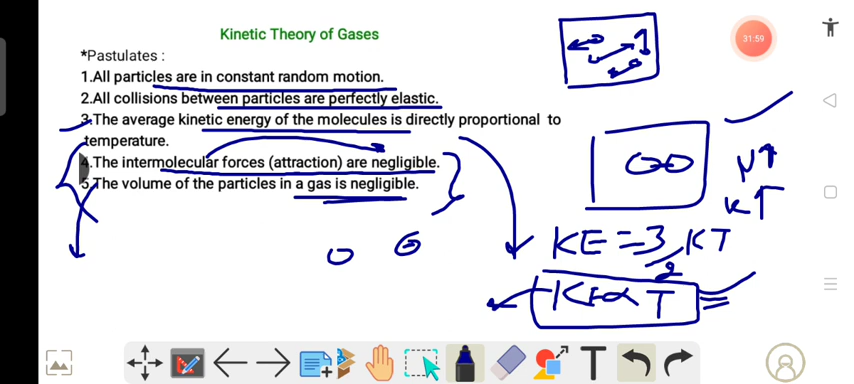 Kinetic Theory of Gases
*Pastulates :
1.All particles are in constant random motion.
2.All collisions between particles are perfectly elastic.
3.The average kinetic energy of the molecules is directly proportional to
temperature.
4.The intermolecular forces (attraction) are negligible.
5.The volume of the particles in a gas is negligible.
31:59
KE = 3/2 KT
KE ∝ T
T